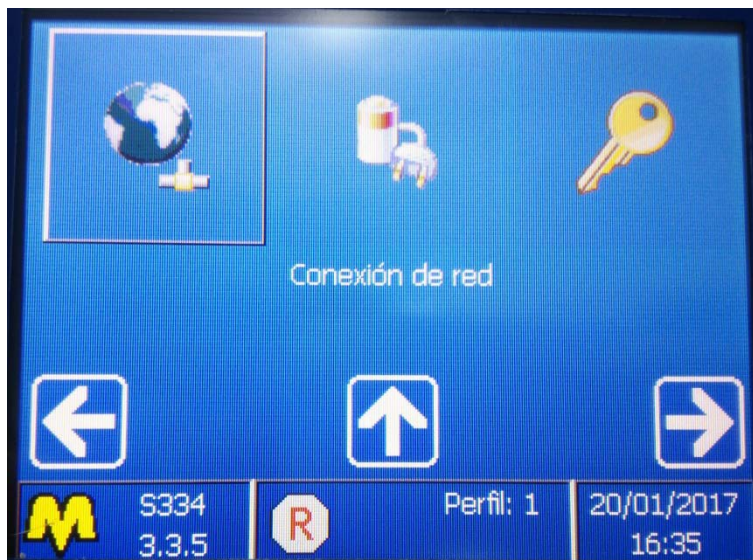 Conexión de red
S334
3.3.5
R
Perfil: 1
20/01/2017
16:35